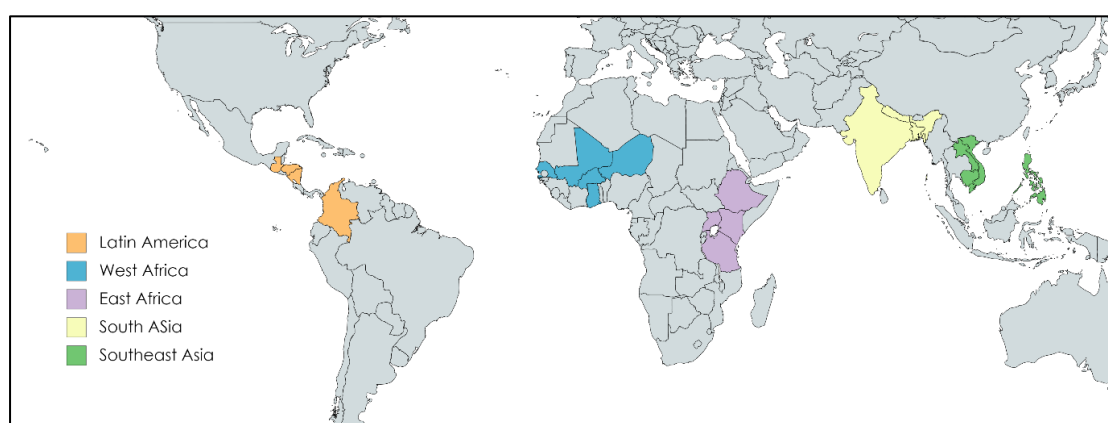 Latin America
West Africa
East Africa
South ASia
Southeast Asia